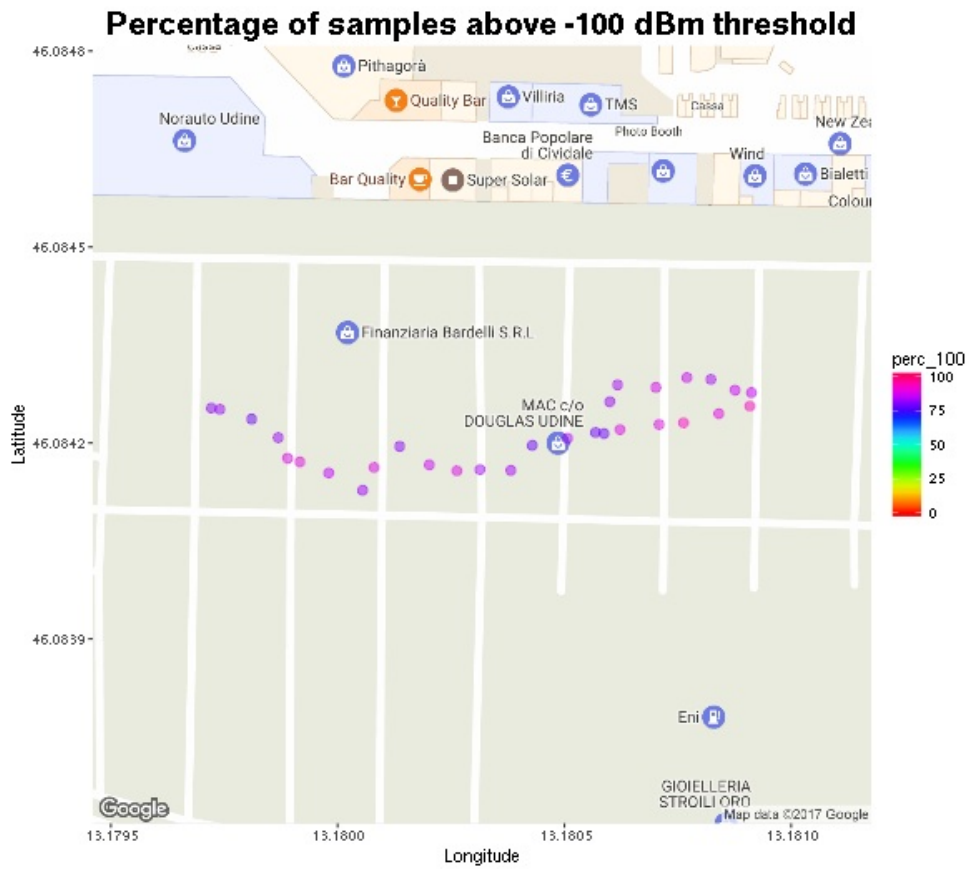 Percentage of samples above -100 dBm threshold
46.0848
Pithagorà
Norauto Udine
Quality Bar
Villiria
TMS
Cassa
Photo Booth
New Zea
Banca Popolare
di Cividale
Wind
Bar Quality
Super Solar
€
Bialetti
Colour
46.0845
Finanziaria Bardelli S.R.L
MAC c/o
DOUGLAS UDINE
46.0842
Latitude
perc_100
100
75
50
25
0
46.0839
Eni
GIOIELLERIA
STROILI ORO
Google
Map data ©2017 Google
13.1795
13.1800
13.1805
13.1810
Longitude